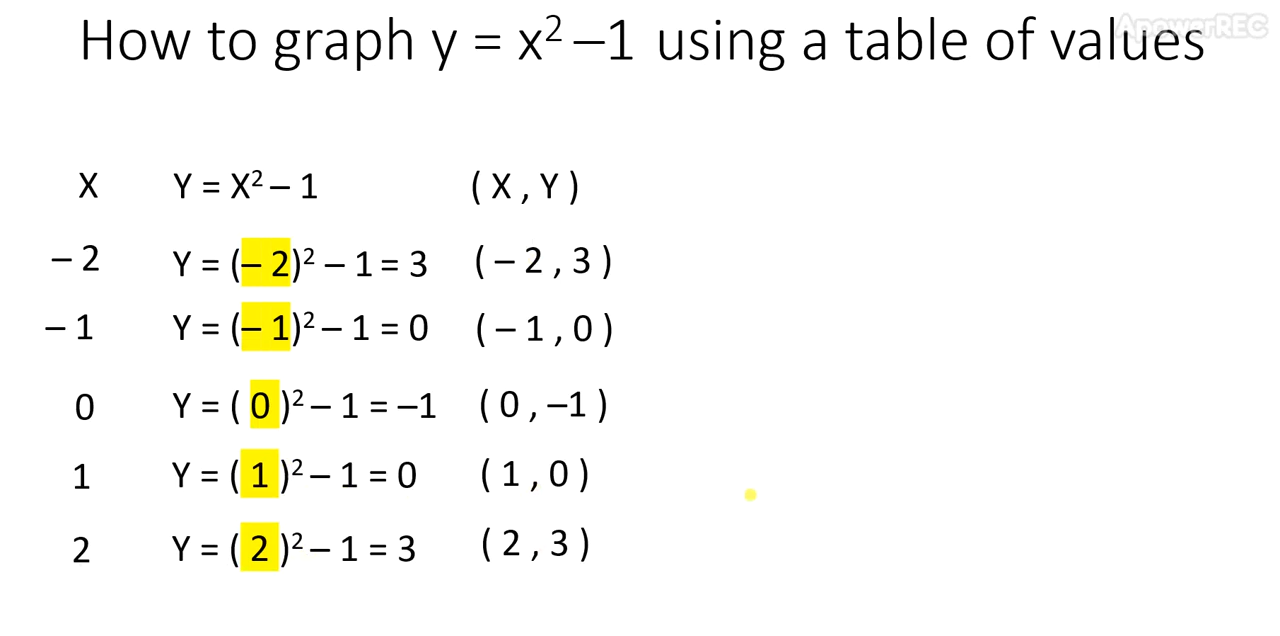 How to graph y = x² –1 using a table of values
ApowerREC
X Y = X² – 1 ( X , Y )
– 2 Y = (– 2)² – 1 = 3 ( – 2 , 3 )
– 1 Y = (– 1)² – 1 = 0 ( – 1 , 0 )
0 Y = ( 0 )² – 1 = –1 ( 0 , –1 )
1 Y = ( 1 )² – 1 = 0 ( 1 , 0 )
2 Y = ( 2 )² – 1 = 3 ( 2 , 3 )